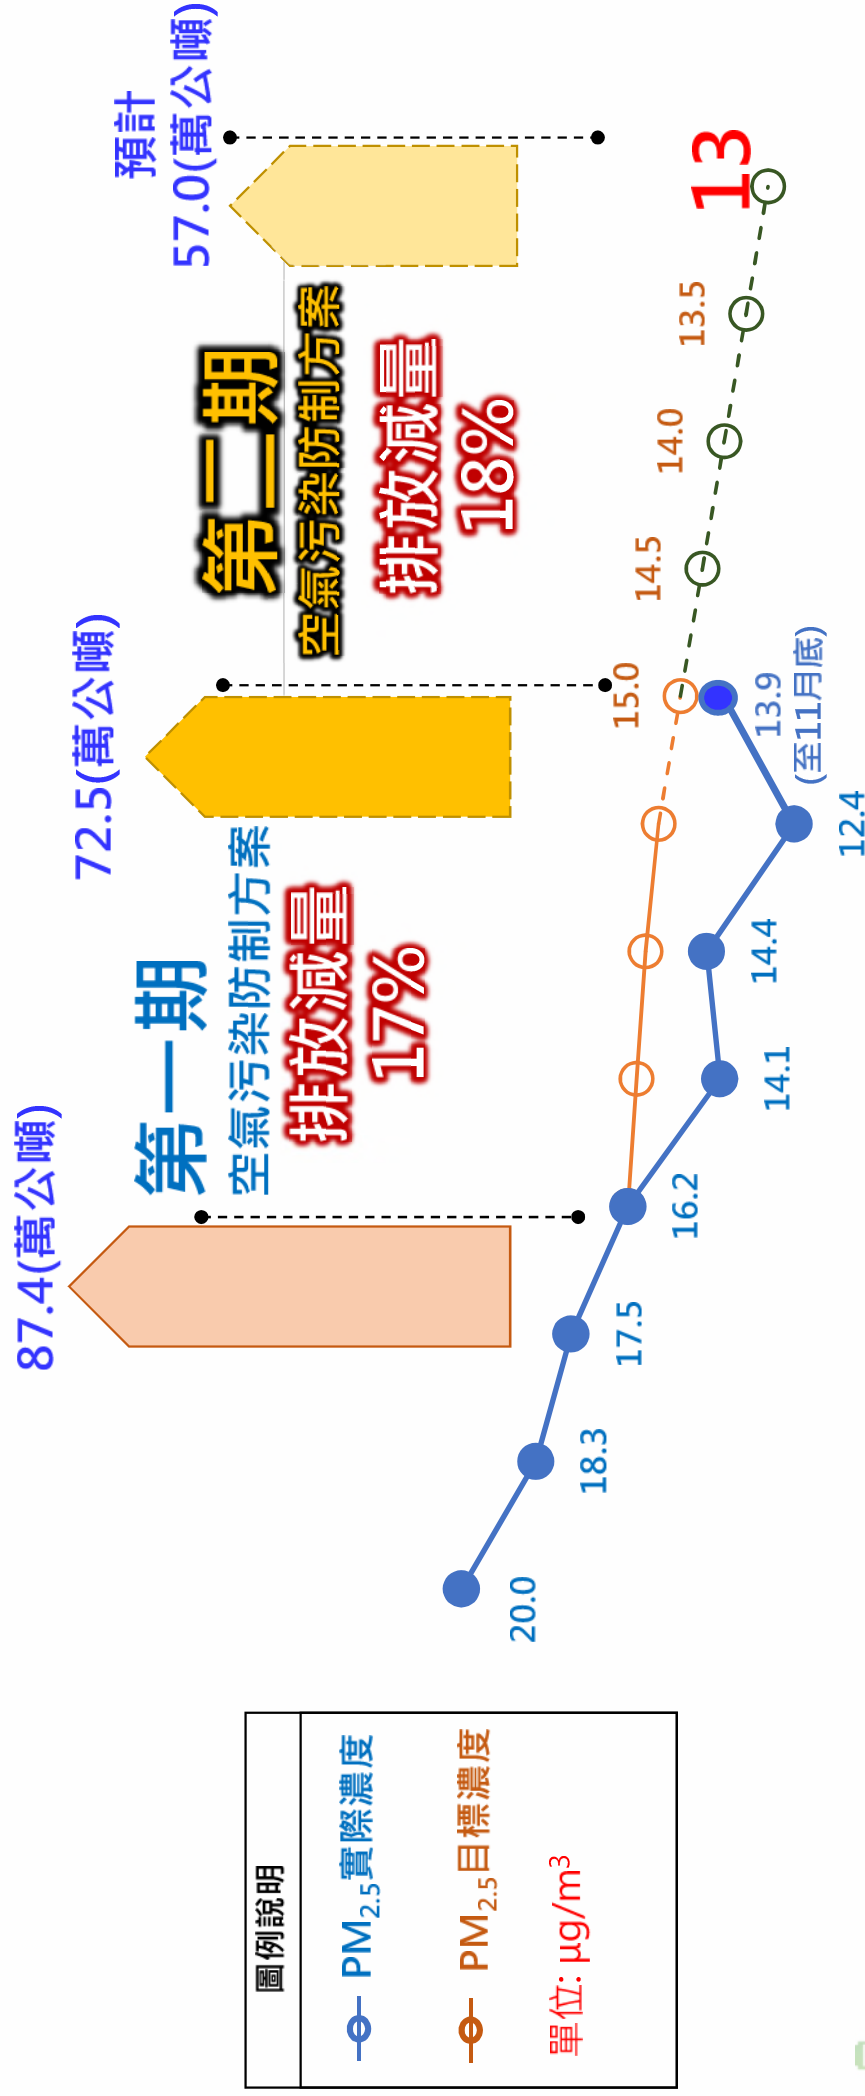 圖例說明
PM2.5實際濃度
PM2.5目標濃度
單位: μg/m³
87.4(萬公噸)
72.5(萬公噸)
預計
57.0(萬公噸)
第一期
空氣污染防制方案
排放減量
17%
第二期
空氣污染防制方案
排放減量
18%
20.0
18.3
17.5
16.2
14.1
14.4
12.4
13.9
(至11月底)
15.0
14.5
14.0
13.5
13